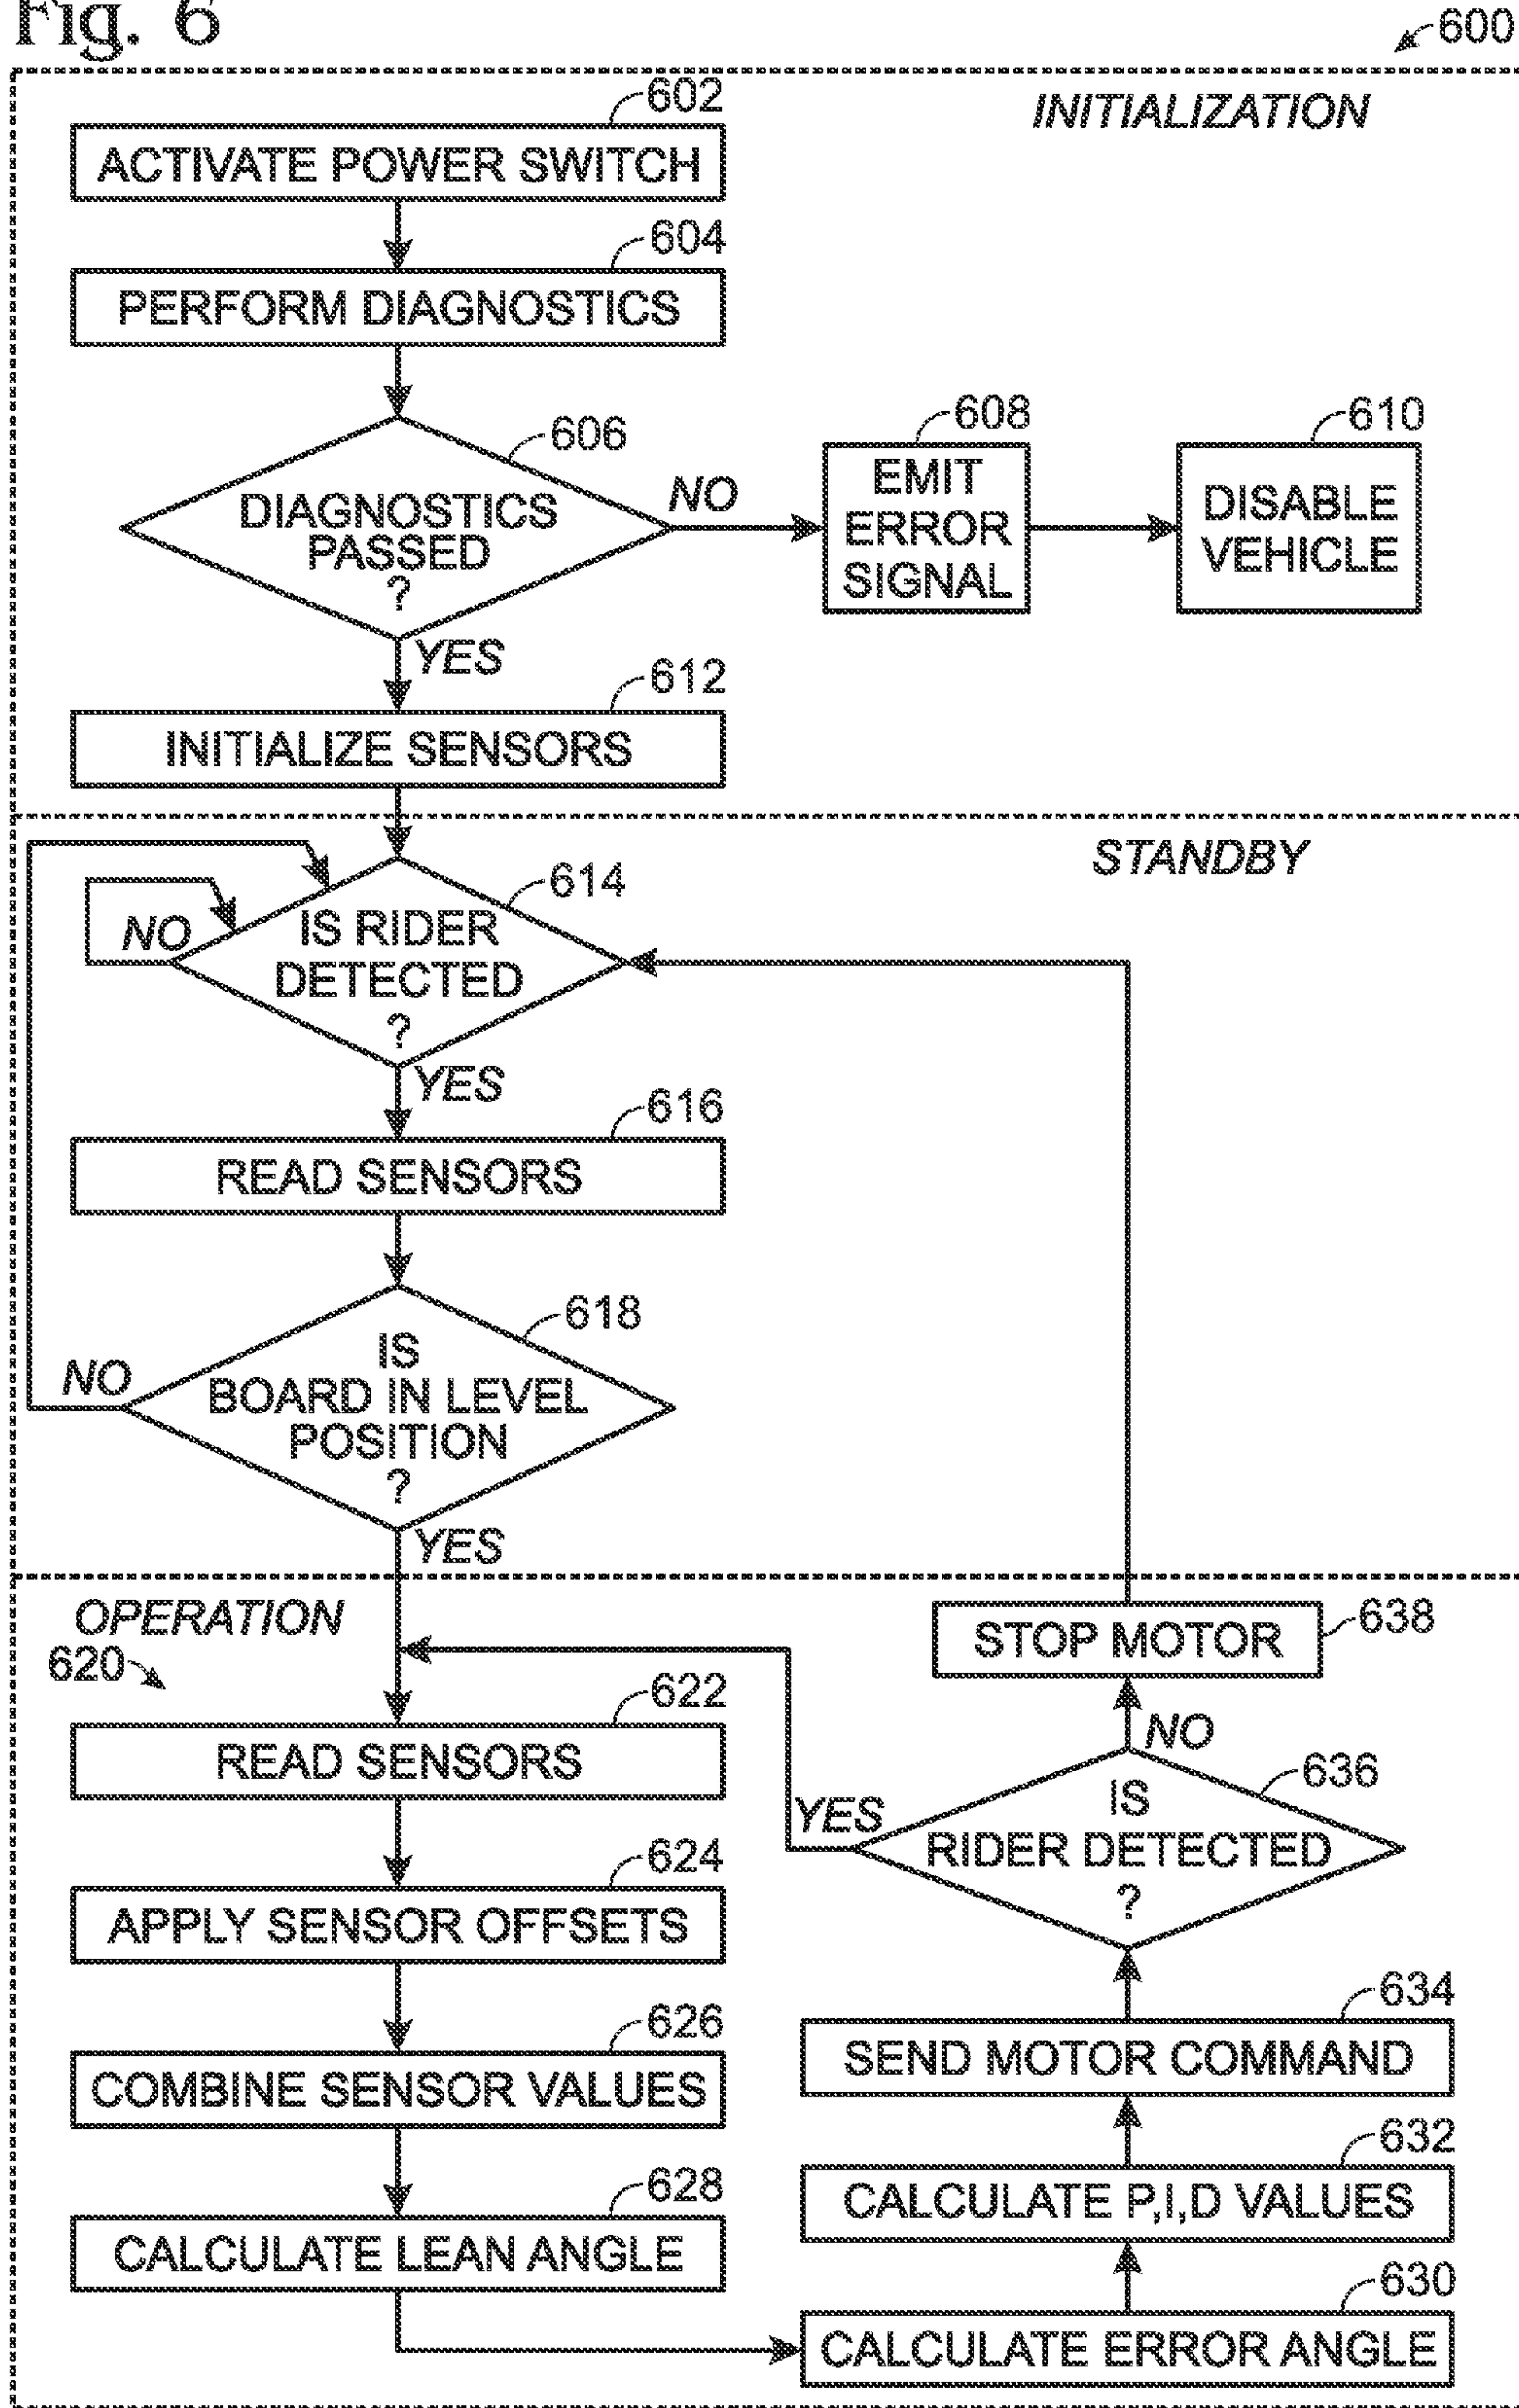 Fig. 6
600
INITIALIZATION
602
ACTIVATE POWER SWITCH
604
PERFORM DIAGNOSTICS
606
DIAGNOSTICS
PASSED
?
NO
608
EMIT
ERROR
SIGNAL
610
DISABLE
VEHICLE
YES
612
INITIALIZE SENSORS
STANDBY
614
IS RIDER
DETECTED
?
NO
YES
616
READ SENSORS
618
IS
BOARD IN LEVEL
POSITION
?
NO
YES
OPERATION
620
622
READ SENSORS
624
APPLY SENSOR OFFSETS
626
COMBINE SENSOR VALUES
628
CALCULATE LEAN ANGLE
630
CALCULATE ERROR ANGLE
632
CALCULATE P,I,D VALUES
634
SEND MOTOR COMMAND
636
IS
RIDER DETECTED
?
YES
NO
638
STOP MOTOR